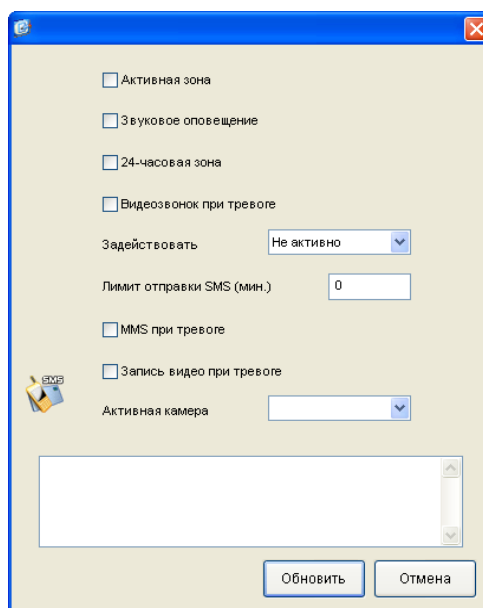 Активная зона
Звуковое оповещение
24-часовая зона
Видеозвонок при тревоге
Задействовать Не активно
Лимит отправки SMS (мин.) 0
MMS при тревоге
Запись видео при тревоге
SMS
Активная камера
Обновить Отмена